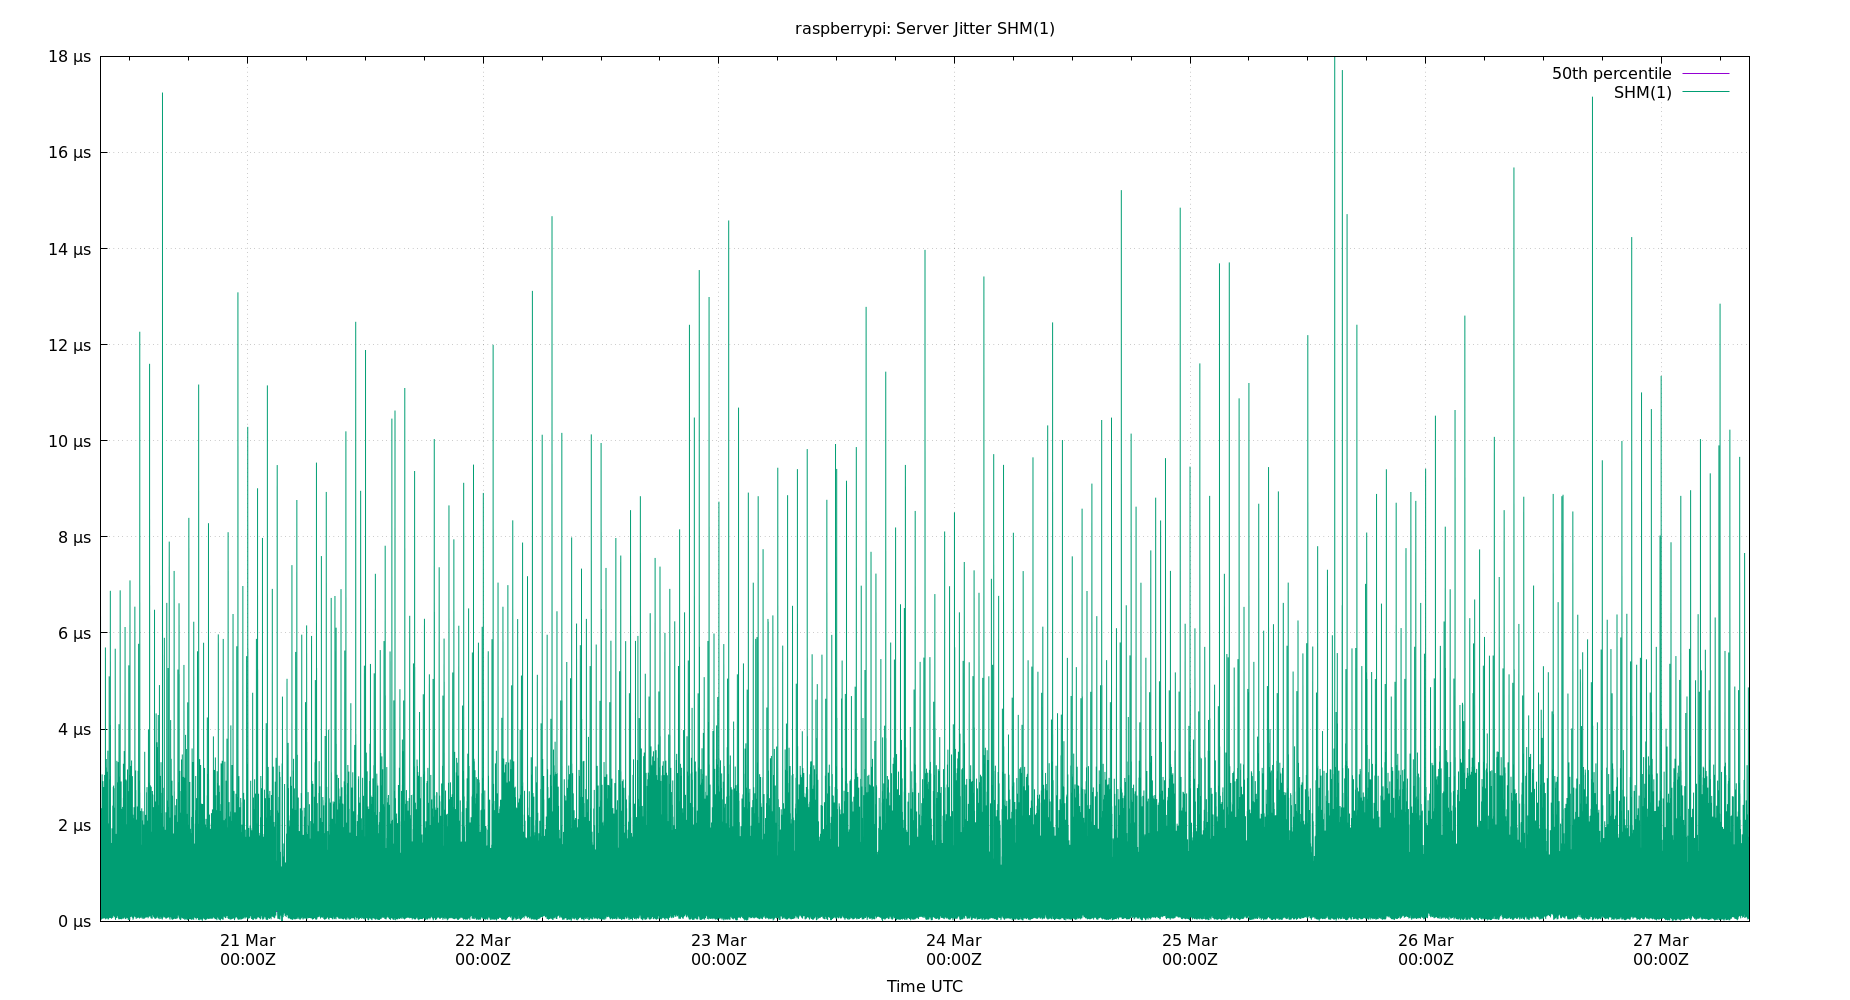 raspberrypi: Server Jitter SHM(1)
50th percentile
SHM(1)
18 µs
16 µs
14 µs
12 µs
10 µs
8 µs
6 µs
4 µs
2 µs
0 µs
21 Mar 22 Mar 23 Mar 24 Mar 25 Mar 26 Mar 27 Mar
00:00Z 00:00Z 00:00Z 00:00Z 00:00Z 00:00Z 00:00Z
Time UTC